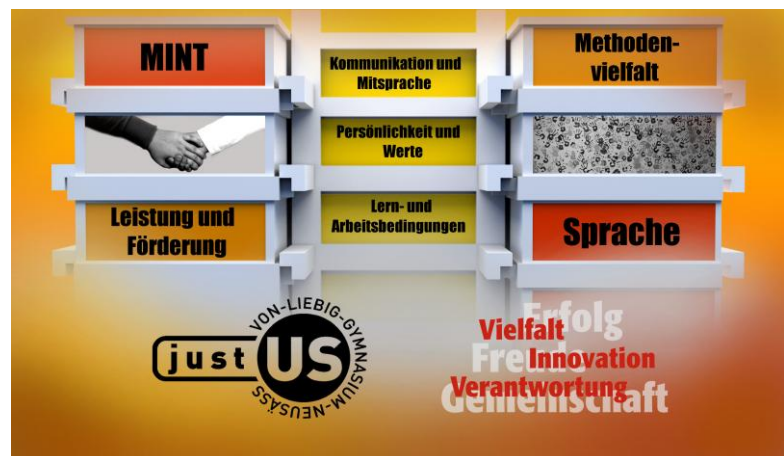 MINT
Kommunikation und
Mitsprache
Methoden-
vielfalt
Persönlichkeit und
Werte
Leistung und
Förderung
Lern- und
Arbeitsbedingungen
Sprache
just US
VON-LIEBIG-GYMNASIUM-NEUSÄSS
Erfolg
Vielfalt
Freude
Innovation
Verantwortung
Gemeinschaft